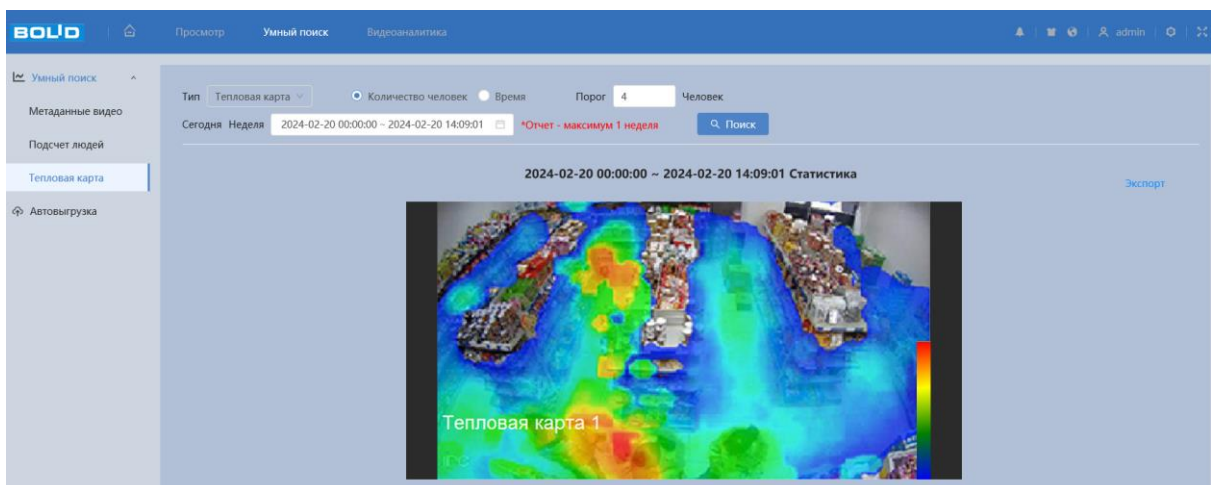 BOLID
Просмотр Умный поиск Видеоаналитика admin
Умный поиск
Метаданные видео
Подсчет людей
Тепловая карта
Автовыгрузка
Тип Тепловая карта Количество человек Время Порог 4 Человек
Сегодня Неделя 2024-02-20 00:00:00 ~ 2024-02-20 14:09:01 *Отчет - максимум 1 неделя Поиск
2024-02-20 00:00:00 ~ 2024-02-20 14:09:01 Статистика
Экспорт
Тепловая карта 1
IPC